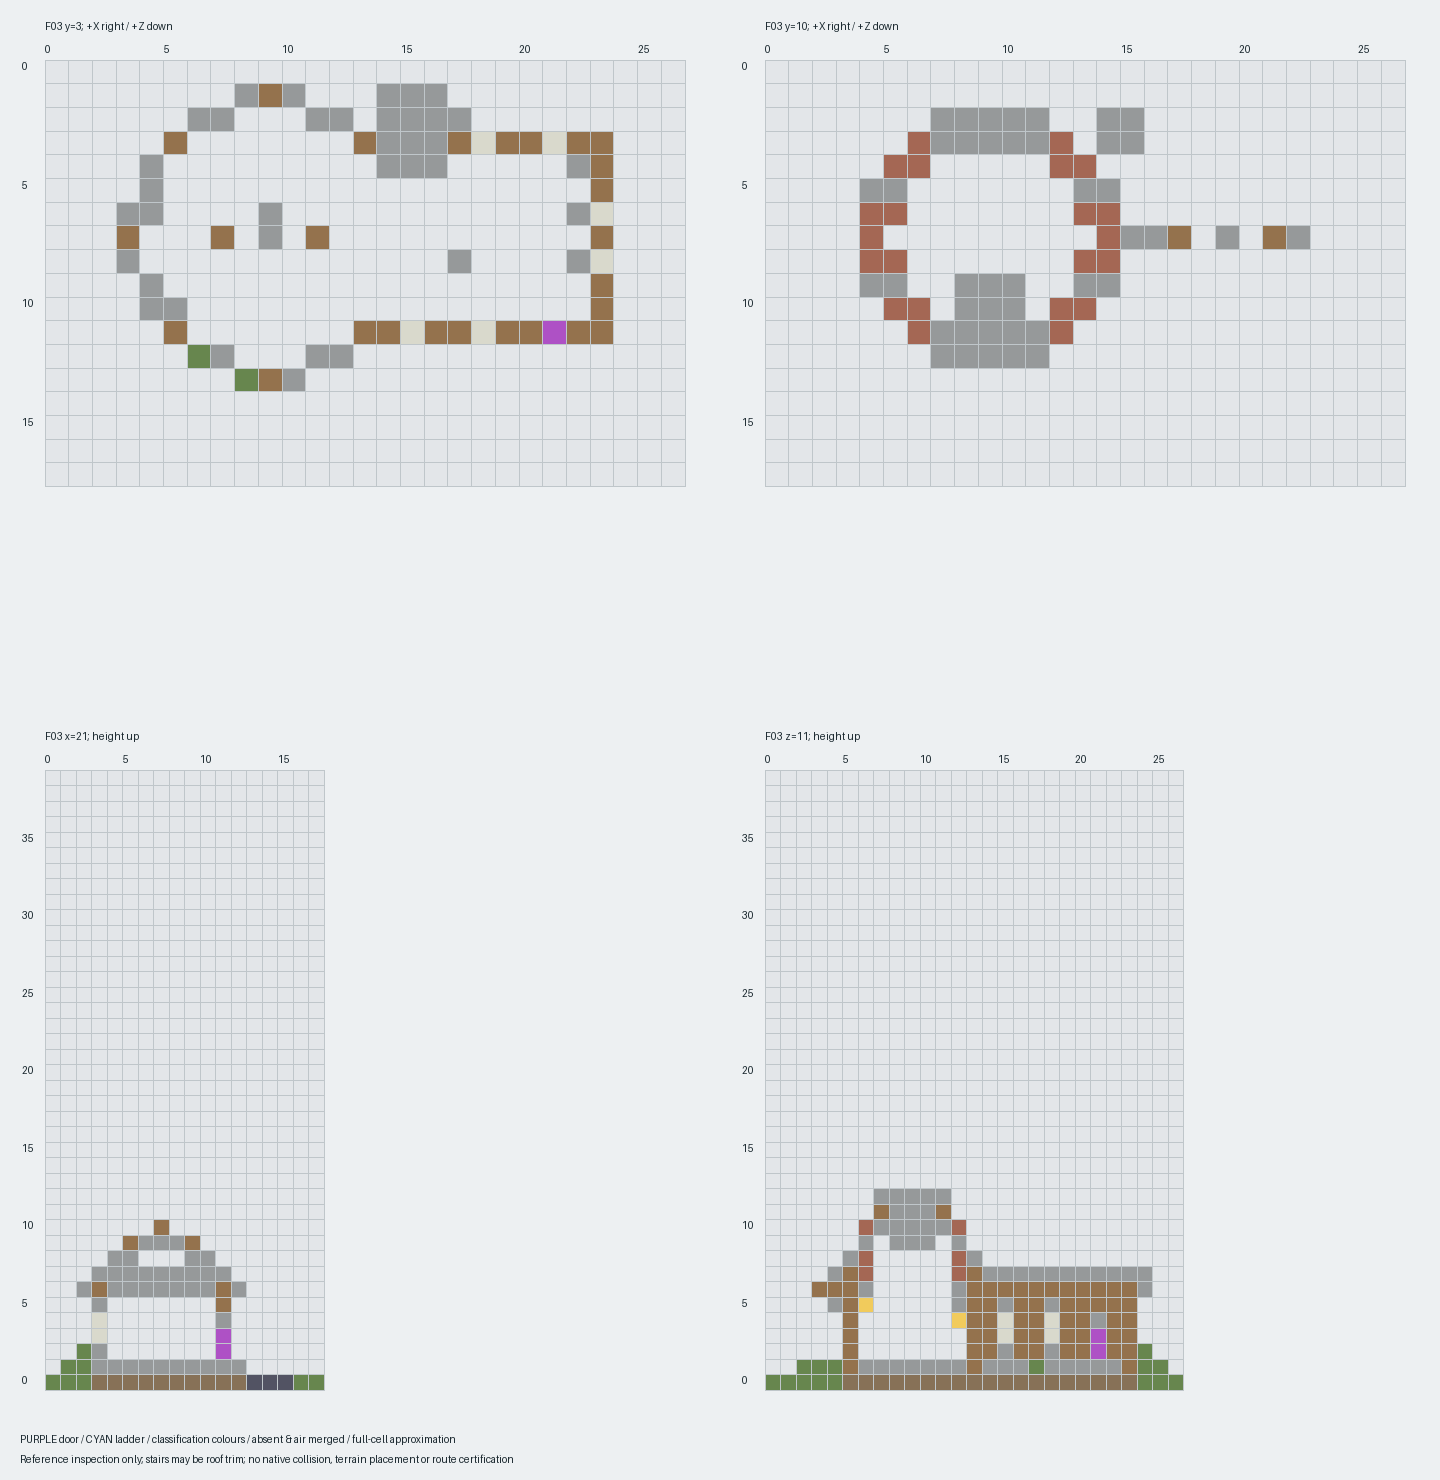 F03 y=3; +X right / +Z down
F03 y=10; +X right / +Z down
0 5 10 15 20 25
0 5 10 15 20 25
0
5
10
15
0
5
10
15
F03 x=21; height up
F03 z=11; height up
0 5 10 15
0 5 10 15 20 25
35
30
25
20
15
10
5
0
35
30
25
20
15
10
5
0
PURPLE door / CYAN ladder / classification colours / absent & air merged / full-cell approximation
Reference inspection only; stairs may be roof trim; no native collision, terrain placement or route certification